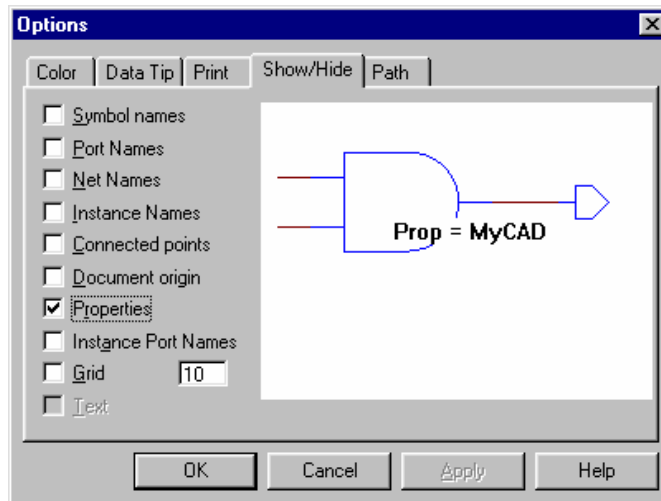 Options
Color Data Tip Print Show/Hide Path
Symbol names
Port Names
Net Names
Instance Names
Connected points
Document origin
Properties
Instance Port Names
Grid 10
Text
Prop = MyCAD
OK Cancel Apply Help